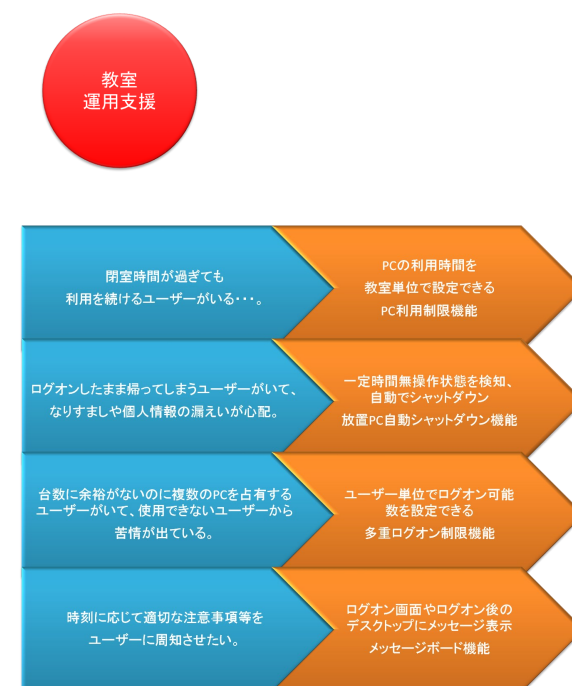 教室
運用支援
閉室時間が過ぎても
利用を続けるユーザーがいる・・・。
PCの利用時間を
教室単位で設定できる
PC利用制限機能
ログオンしたまま帰ってしまうユーザーがいて、
なりすましや個人情報の漏えいが心配。
一定時間無操作状態を検知、
自動でシャットダウン
放置PC自動シャットダウン機能
台数に余裕がないのに複数のPCを占有する
ユーザーがいて、使用できないユーザーから
苦情が出ている。
ユーザー単位でログオン可能
数を設定できる
多重ログオン制限機能
時刻に応じて適切な注意事項等を
ユーザーに周知させたい。
ログオン画面やログオン後の
デスクトップにメッセージ表示
メッセージボード機能